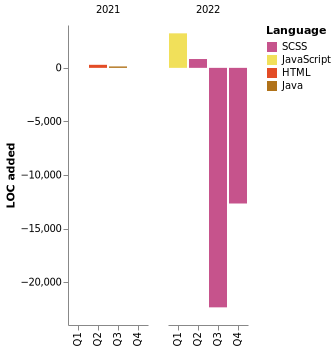 2021 2022
Language
SCSS
JavaScript
HTML
Java
LOC added
0
−5,000
−10,000
−15,000
−20,000
Q1 Q2 Q3 Q4 Q1 Q2 Q3 Q4